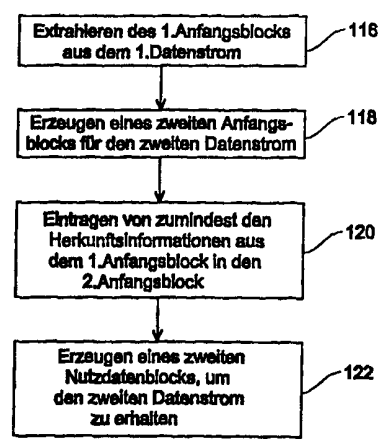 Extrahieren des 1.Anfangsblocks
aus dem 1.Datenstrom
116
Erzeugen eines zweiten Anfangs-
blocks für den zweiten Datenstrom
118
Eintragen von zumindest den
Herkunftsinformationen aus
dem 1.Anfangsblock in den
2.Anfangsblock
120
Erzeugen eines zweiten
Nutzdatenblocks, um
den zweiten Datenstrom
zu erhalten
122